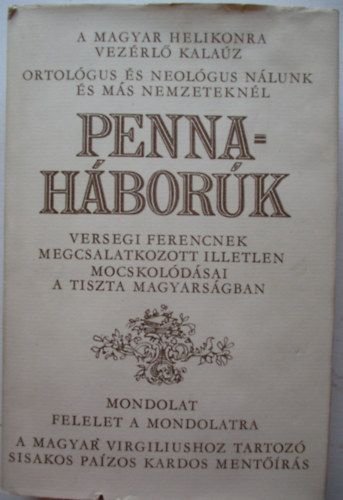 A MAGYAR HELIKONRA
VEZÉRLŐ KALAÚZ
ORTOLÓGUS ÉS NEOLÓGUS NÁLUNK
ÉS MÁS NEMZETEKNÉL
PENNA=
HÁBORÚK
VERSEGI FERENCNEK
MEGCSALATKOZOTT ILLETLEN
MOCSKOLÓDÁSAI
A TISZTA MAGYARSÁGBAN
MONDOLAT
FELELET A MONDOLATRA
A MAGYAR VIRGILIUSHOZ TARTOZÓ
SISAKOS PAÍZOS KARDOS MENTŐÍRÁS